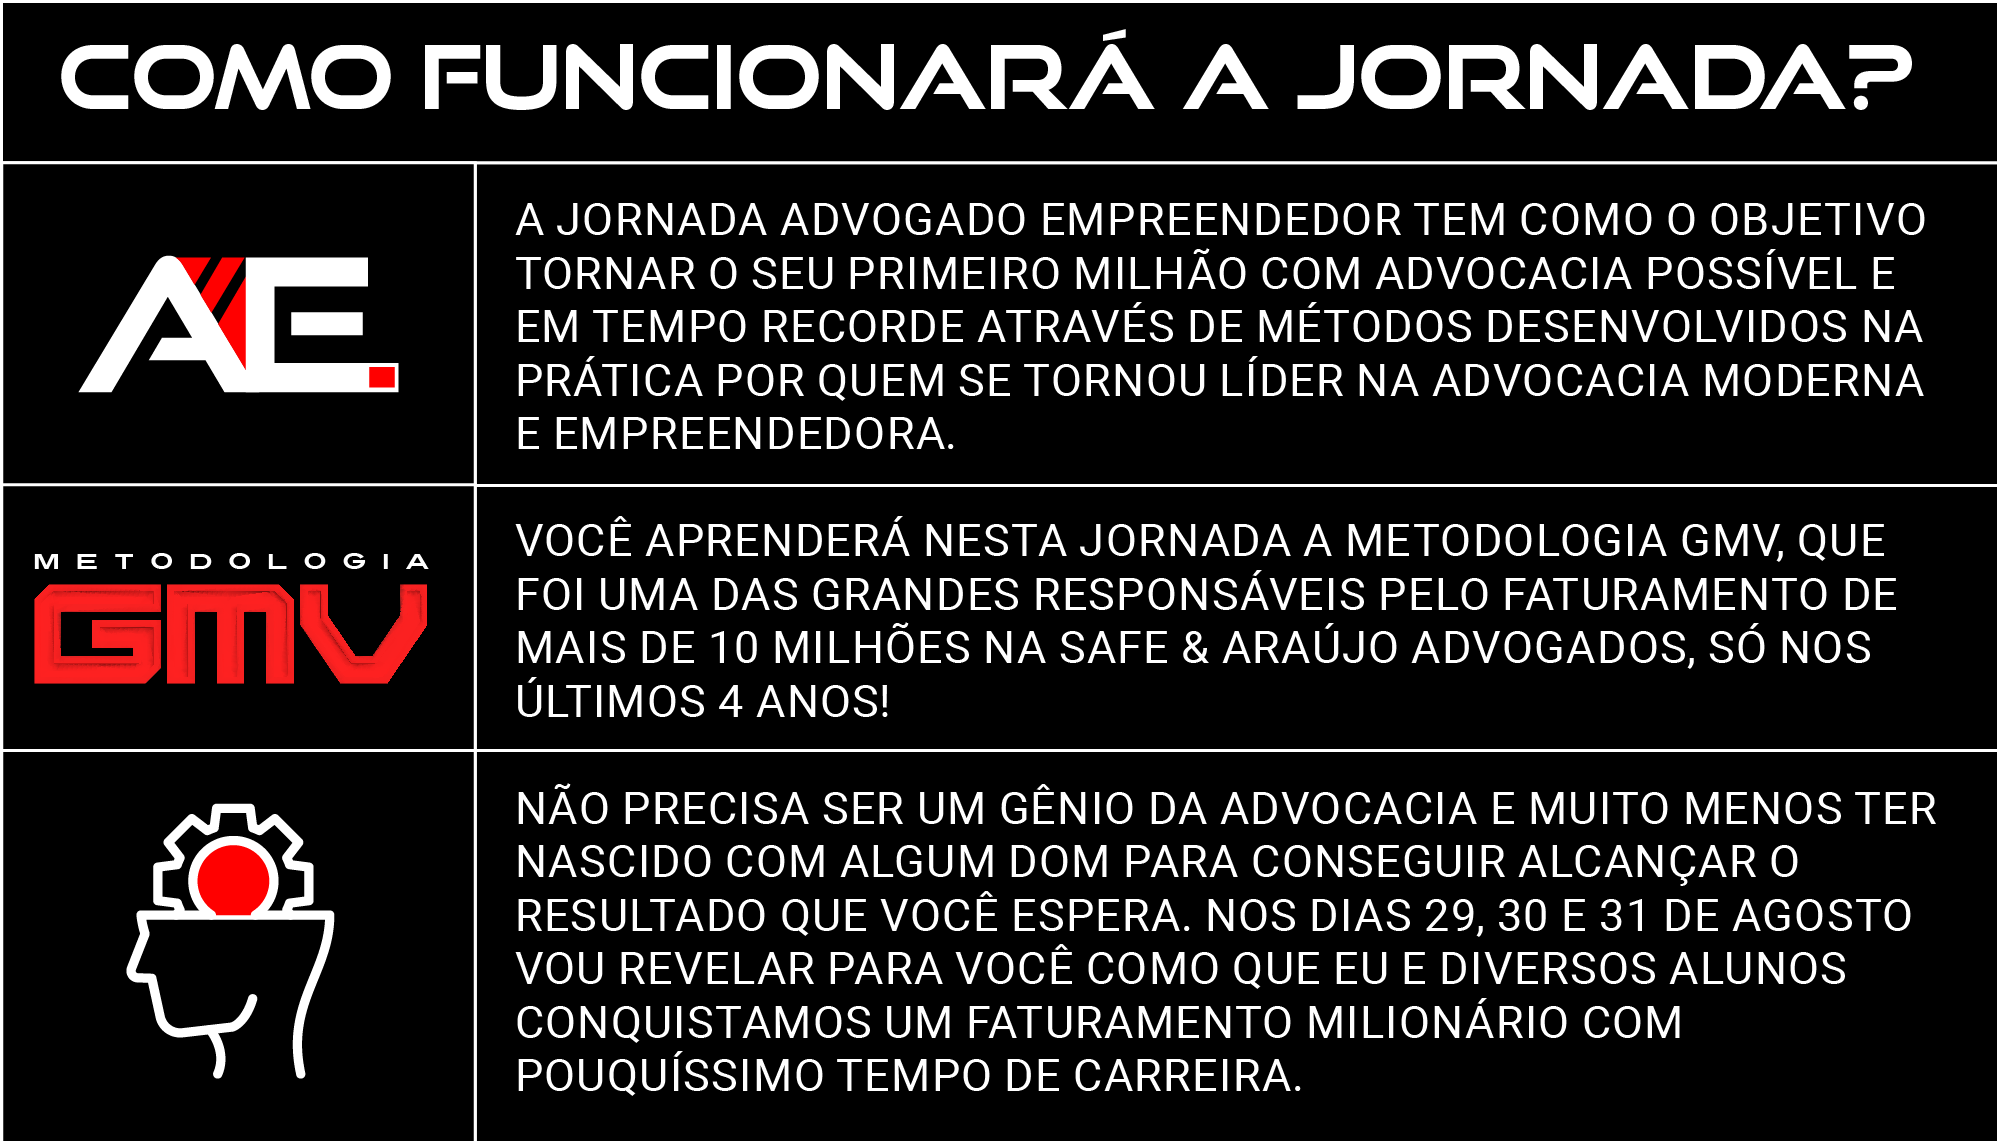 COMO FUNCIONARÁ A JORNADA?
AE.
A JORNADA ADVOGADO EMPREENDEDOR TEM COMO O OBJETIVO
TORNAR O SEU PRIMEIRO MILHÃO COM ADVOCACIA POSSÍVEL E
EM TEMPO RECORDE ATRAVÉS DE MÉTODOS DESENVOLVIDOS NA
PRÁTICA POR QUEM SE TORNOU LÍDER NA ADVOCACIA MODERNA
E EMPREENDEDORA.
METODOLOGIA
GMV
VOCÊ APRENDERÁ NESTA JORNADA A METODOLOGIA GMV, QUE
FOI UMA DAS GRANDES RESPONSÁVEIS PELO FATURAMENTO DE
MAIS DE 10 MILHÕES NA SAFE & ARAÚJO ADVOGADOS, SÓ NOS
ÚLTIMOS 4 ANOS!
NÃO PRECISA SER UM GÊNIO DA ADVOCACIA E MUITO MENOS TER
NASCIDO COM ALGUM DOM PARA CONSEGUIR ALCANÇAR O
RESULTADO QUE VOCÊ ESPERA. NOS DIAS 29, 30 E 31 DE AGOSTO
VOU REVELAR PARA VOCÊ COMO QUE EU E DIVERSOS ALUNOS
CONQUISTAMOS UM FATURAMENTO MILIONÁRIO COM
POUQUÍSSIMO TEMPO DE CARREIRA.